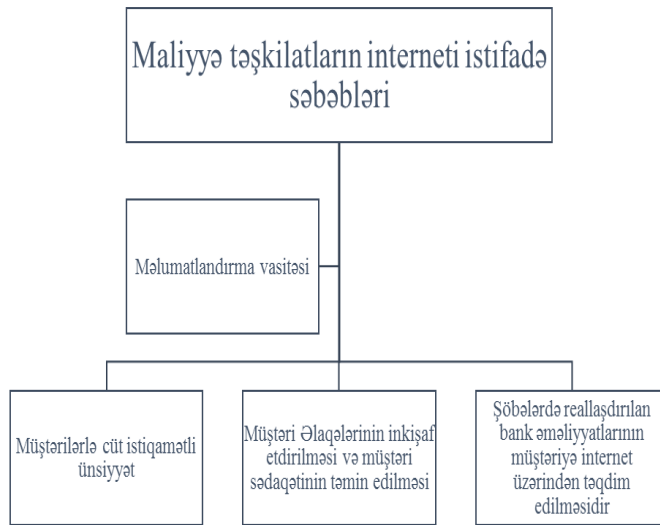 Maliyyə təşkilatların interneti istifadə
səbəbləri
Məlumatlandırma vasitəsi
Müştərilərlə cüt istiqamətli
ünsiyyət
Müştəri Əlaqələrinin inkişaf
etdirilməsi və müştəri
sədaqətinin təmin edilməsi
Şöbələrdə reallaşdırılan
bank əməliyyatlarının
müştəriyə internet
üzərindən təqdim
edilməsidir